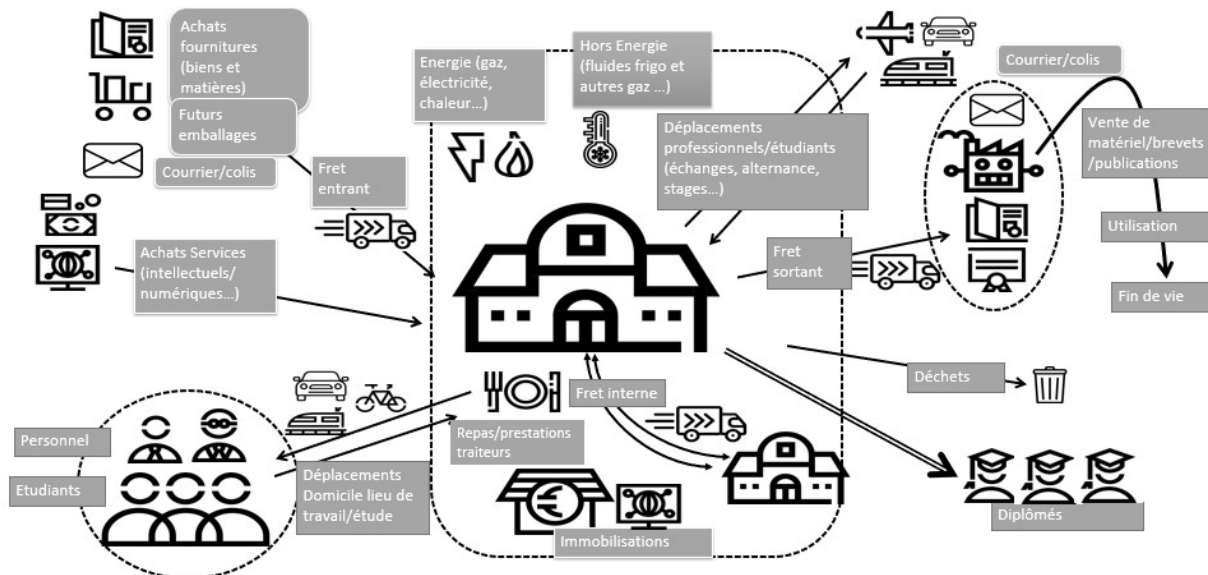 Achats
fournitures
(biens et
matières)
Futurs
emballages
Courrier/colis
Fret
entrant
Achats Services
(intellectuels/
numériques...)
Energie (gaz,
électricité,
chaleur...)
Hors Energie
(fluides frigo et
autres gaz ...)
Déplacements
professionnels/étudiants
(échanges, alternance,
stages...)
Courrier/colis
Vente de
matériel/brevets
/publications
Utilisation
Fin de vie
Fret
sortant
Déchets
Fret interne
Repas/prestations
traiteurs
Immobilisations
Personnel
Etudiants
Déplacements
Domicile lieu de
travail/étude
Diplômés